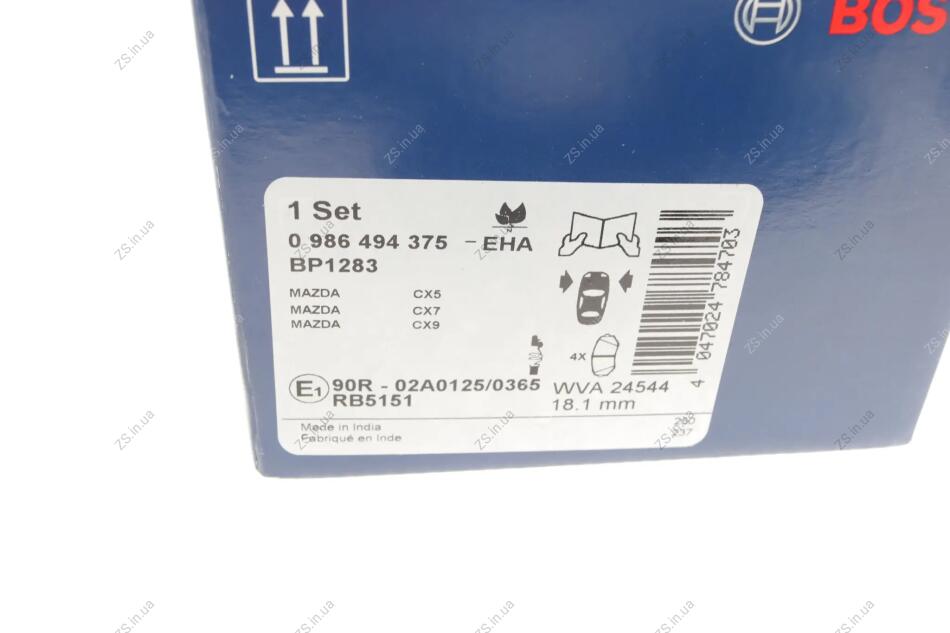 BOS
1 Set
0 986 494 375 - EHA
BP1283
MAZDA CX5
MAZDA CX7
MAZDA CX9
4X
4 047024 784703
E1 90R - 02A0125/0365
RB5151
WVA 24544
18.1 mm
Made in India
Fabriqué en Inde
ZS.in.ua